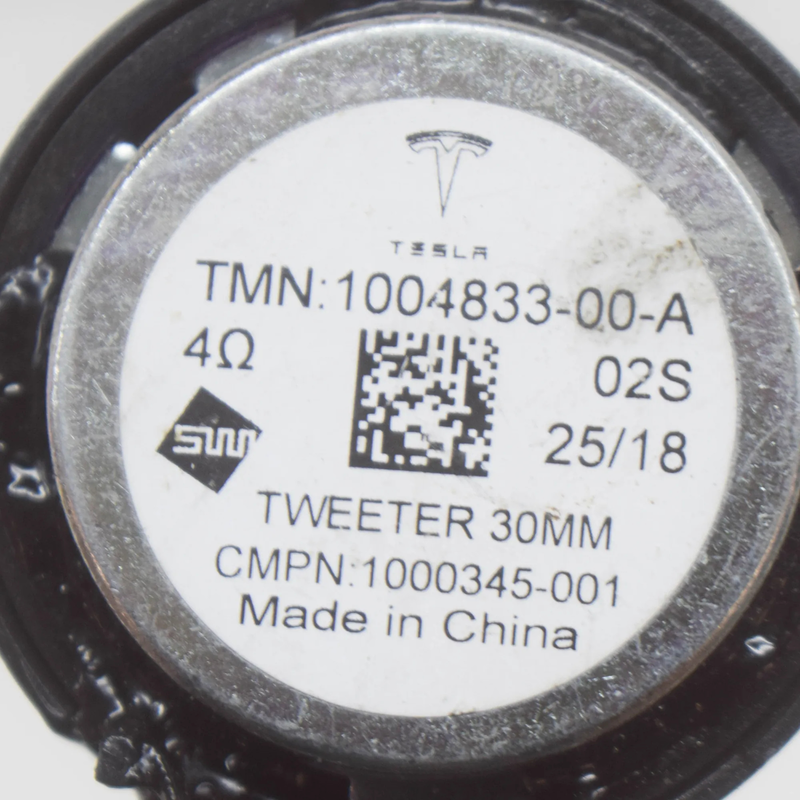 TESLA
TMN:1004833-00-A
4Ω
02S
SW
25/18
TWEETER 30MM
CMPN:1000345-001
Made in China